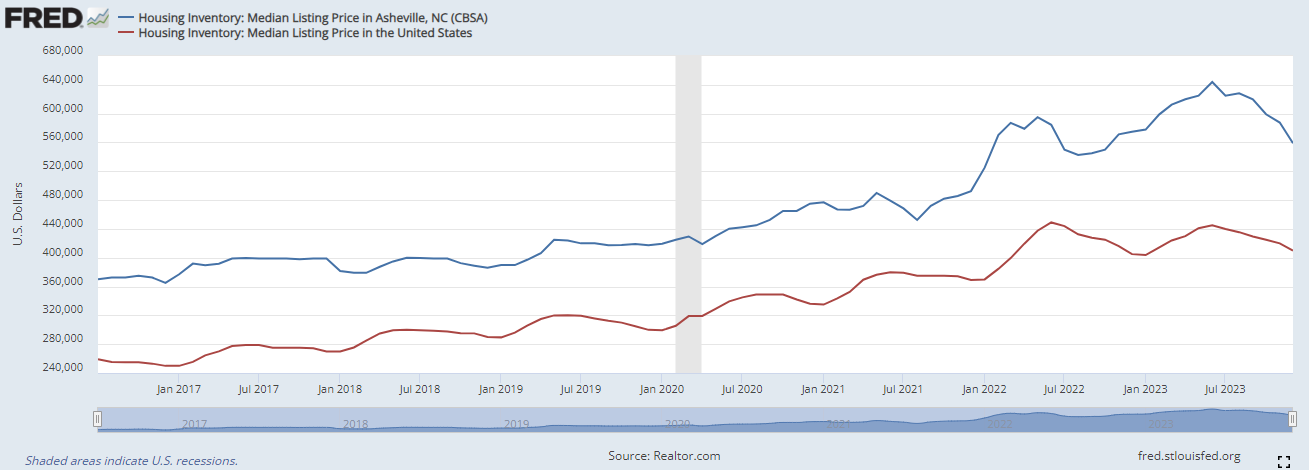 FRED
Housing Inventory: Median Listing Price in Asheville, NC (CBSA)
Housing Inventory: Median Listing Price in the United States
680,000
640,000
600,000
560,000
520,000
480,000
440,000
400,000
360,000
320,000
280,000
240,000
U.S. Dollars
Jan 2017 Jul 2017 Jan 2018 Jul 2018 Jan 2019 Jul 2019 Jan 2020 Jul 2020 Jan 2021 Jul 2021 Jan 2022 Jul 2022 Jan 2023 Jul 2023
2017 2018 2019 2020 2021 2022 2023
Shaded areas indicate U.S. recessions.
Source: Realtor.com
fred.stlouisfed.org